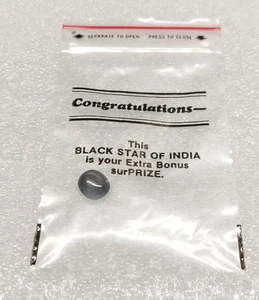 SEPARATE TO OPEN PRESS TO CLOSE
Congratulations—
This
BLACK STAR OF INDIA
is your Extra Bonus
surPRIZE.